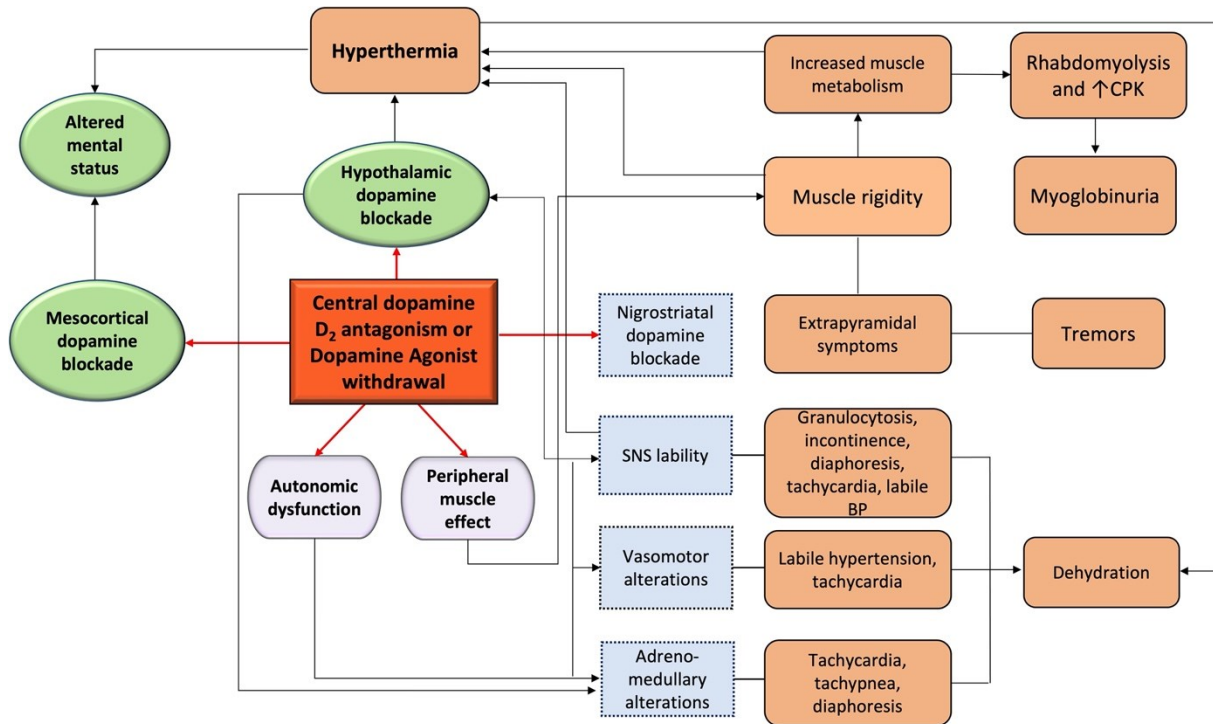 Hyperthermia
Increased muscle
metabolism
Rhabdomyolysis
and ↑CPK
Altered
mental
status
Hypothalamic
dopamine
blockade
Muscle rigidity
Myoglobinuria
Mesocortical
dopamine
blockade
Central dopamine
D₂ antagonism or
Dopamine Agonist
withdrawal
Nigrostriatal
dopamine
blockade
Extrapyramidal
symptoms
Tremors
Autonomic
dysfunction
Peripheral
muscle
effect
SNS lability
Granulocytosis,
incontinence,
diaphoresis,
tachycardia, labile
BP
Vasomotor
alterations
Labile hypertension,
tachycardia
Dehydration
Adreno-
medullary
alterations
Tachycardia,
tachypnea,
diaphoresis